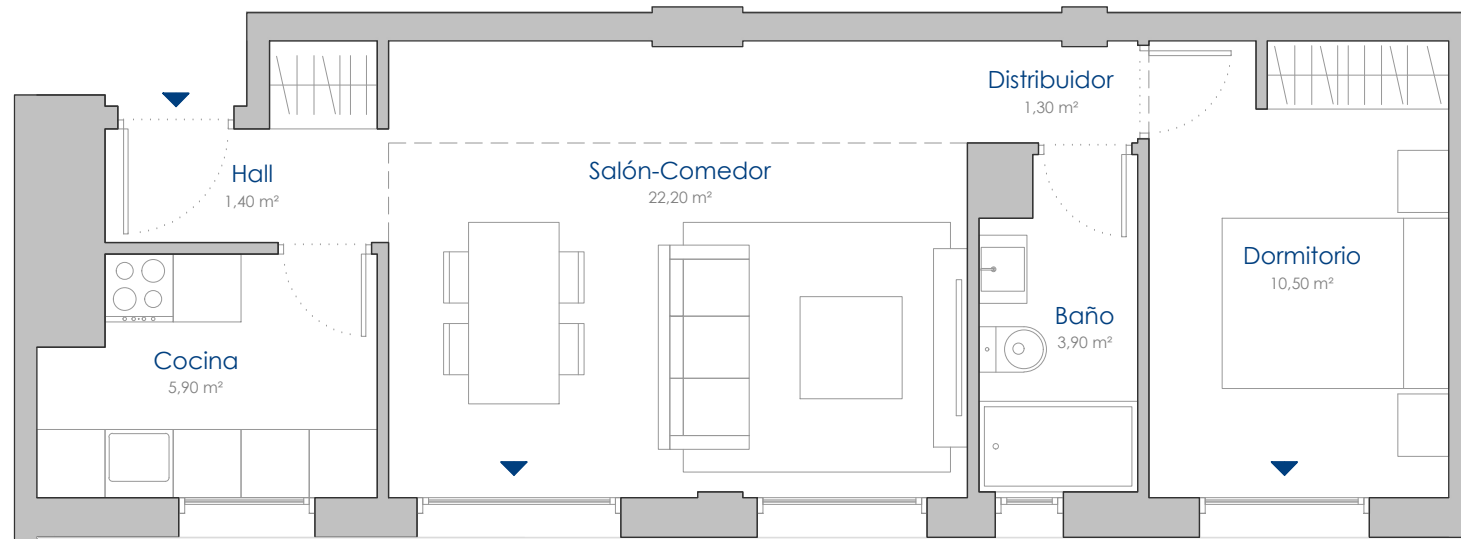 Distribuidor
1,30 m²
Hall
1,40 m²
Salón-Comedor
22,20 m²
Dormitorio
10,50 m²
Baño
3,90 m²
Cocina
5,90 m²